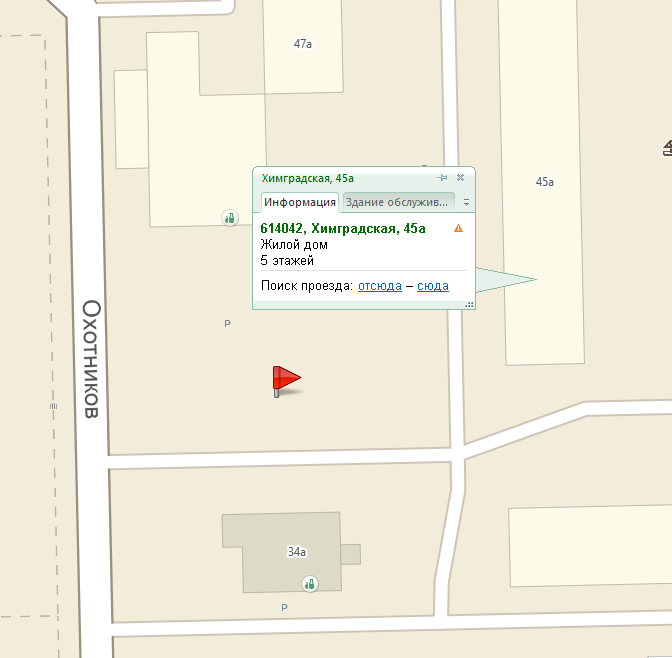 47а
Химградская, 45а
Информация
Здание обслужив...
45а
614042, Химградская, 45а
Жилой дом
5 этажей
Поиск проезда: отсюда – сюда
Охотников
P
34а
P